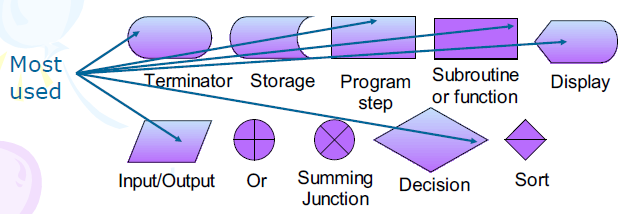 Most
used
Terminator
Storage
Program
step
Subroutine
or function
Display
Input/Output
Or
Summing
Junction
Decision
Sort